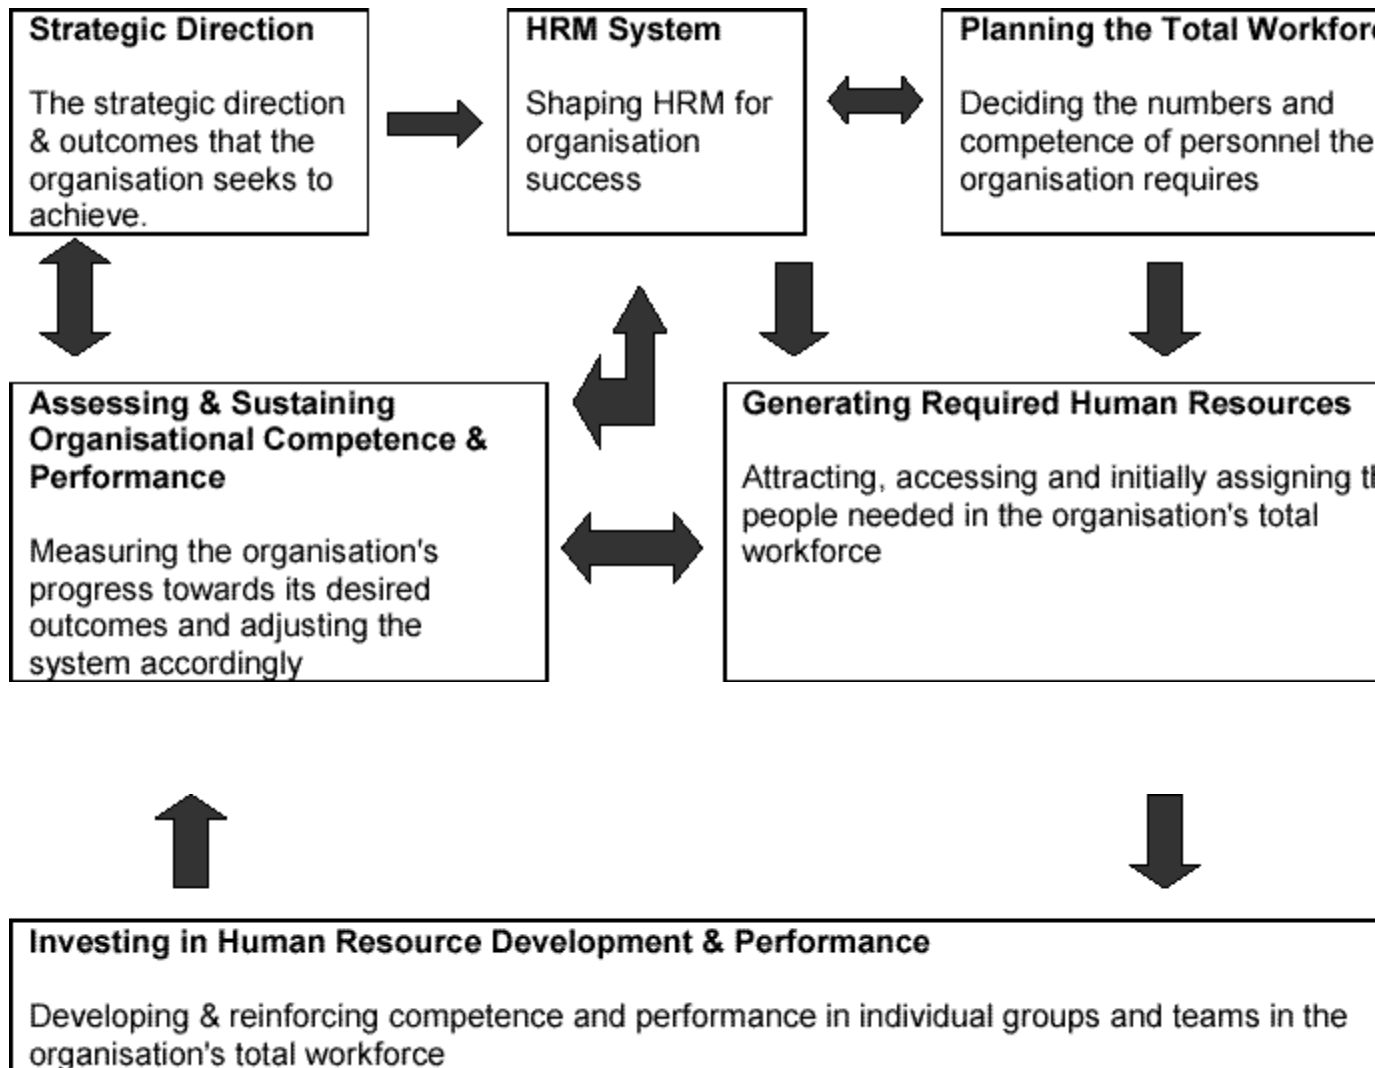 Strategic Direction
The strategic direction
& outcomes that the
organisation seeks to
achieve.
HRM System
Shaping HRM for
organisation
success
Planning the Total
Deciding the numbers and
competence of personnel the
organisation requires
Assessing & Sustaining
Organisational Competence &
Performance
Measuring the organisation's
progress towards its desired
outcomes and adjusting the
system accordingly
Generating Required Human Resources
Attracting, accessing and initially assigning
people needed in the organisation's total
workforce
Investing in Human Resource Development & Performance
Developing & reinforcing competence and performance in individual groups and teams in the
organisation's total workforce